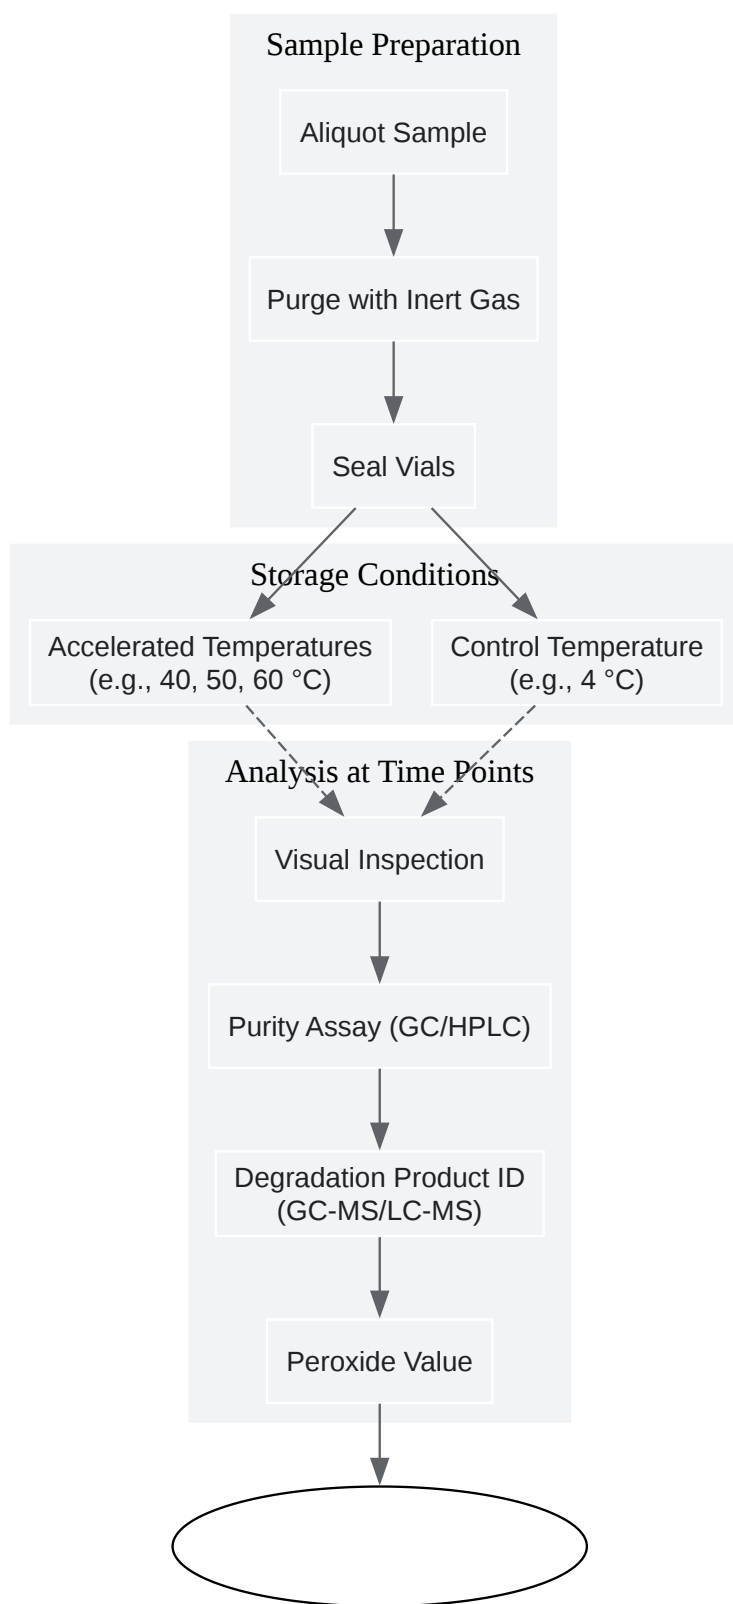 Sample Preparation
Aliquot Sample
Purge with Inert Gas
Seal Vials
Storage Conditions
Accelerated Temperatures
(e.g., 40, 50, 60 °C)
Control Temperature
(e.g., 4 °C)
Analysis at Time Points
Visual Inspection
Purity Assay (GC/HPLC)
Degradation Product ID
(GC-MS/LC-MS)
Peroxide Value